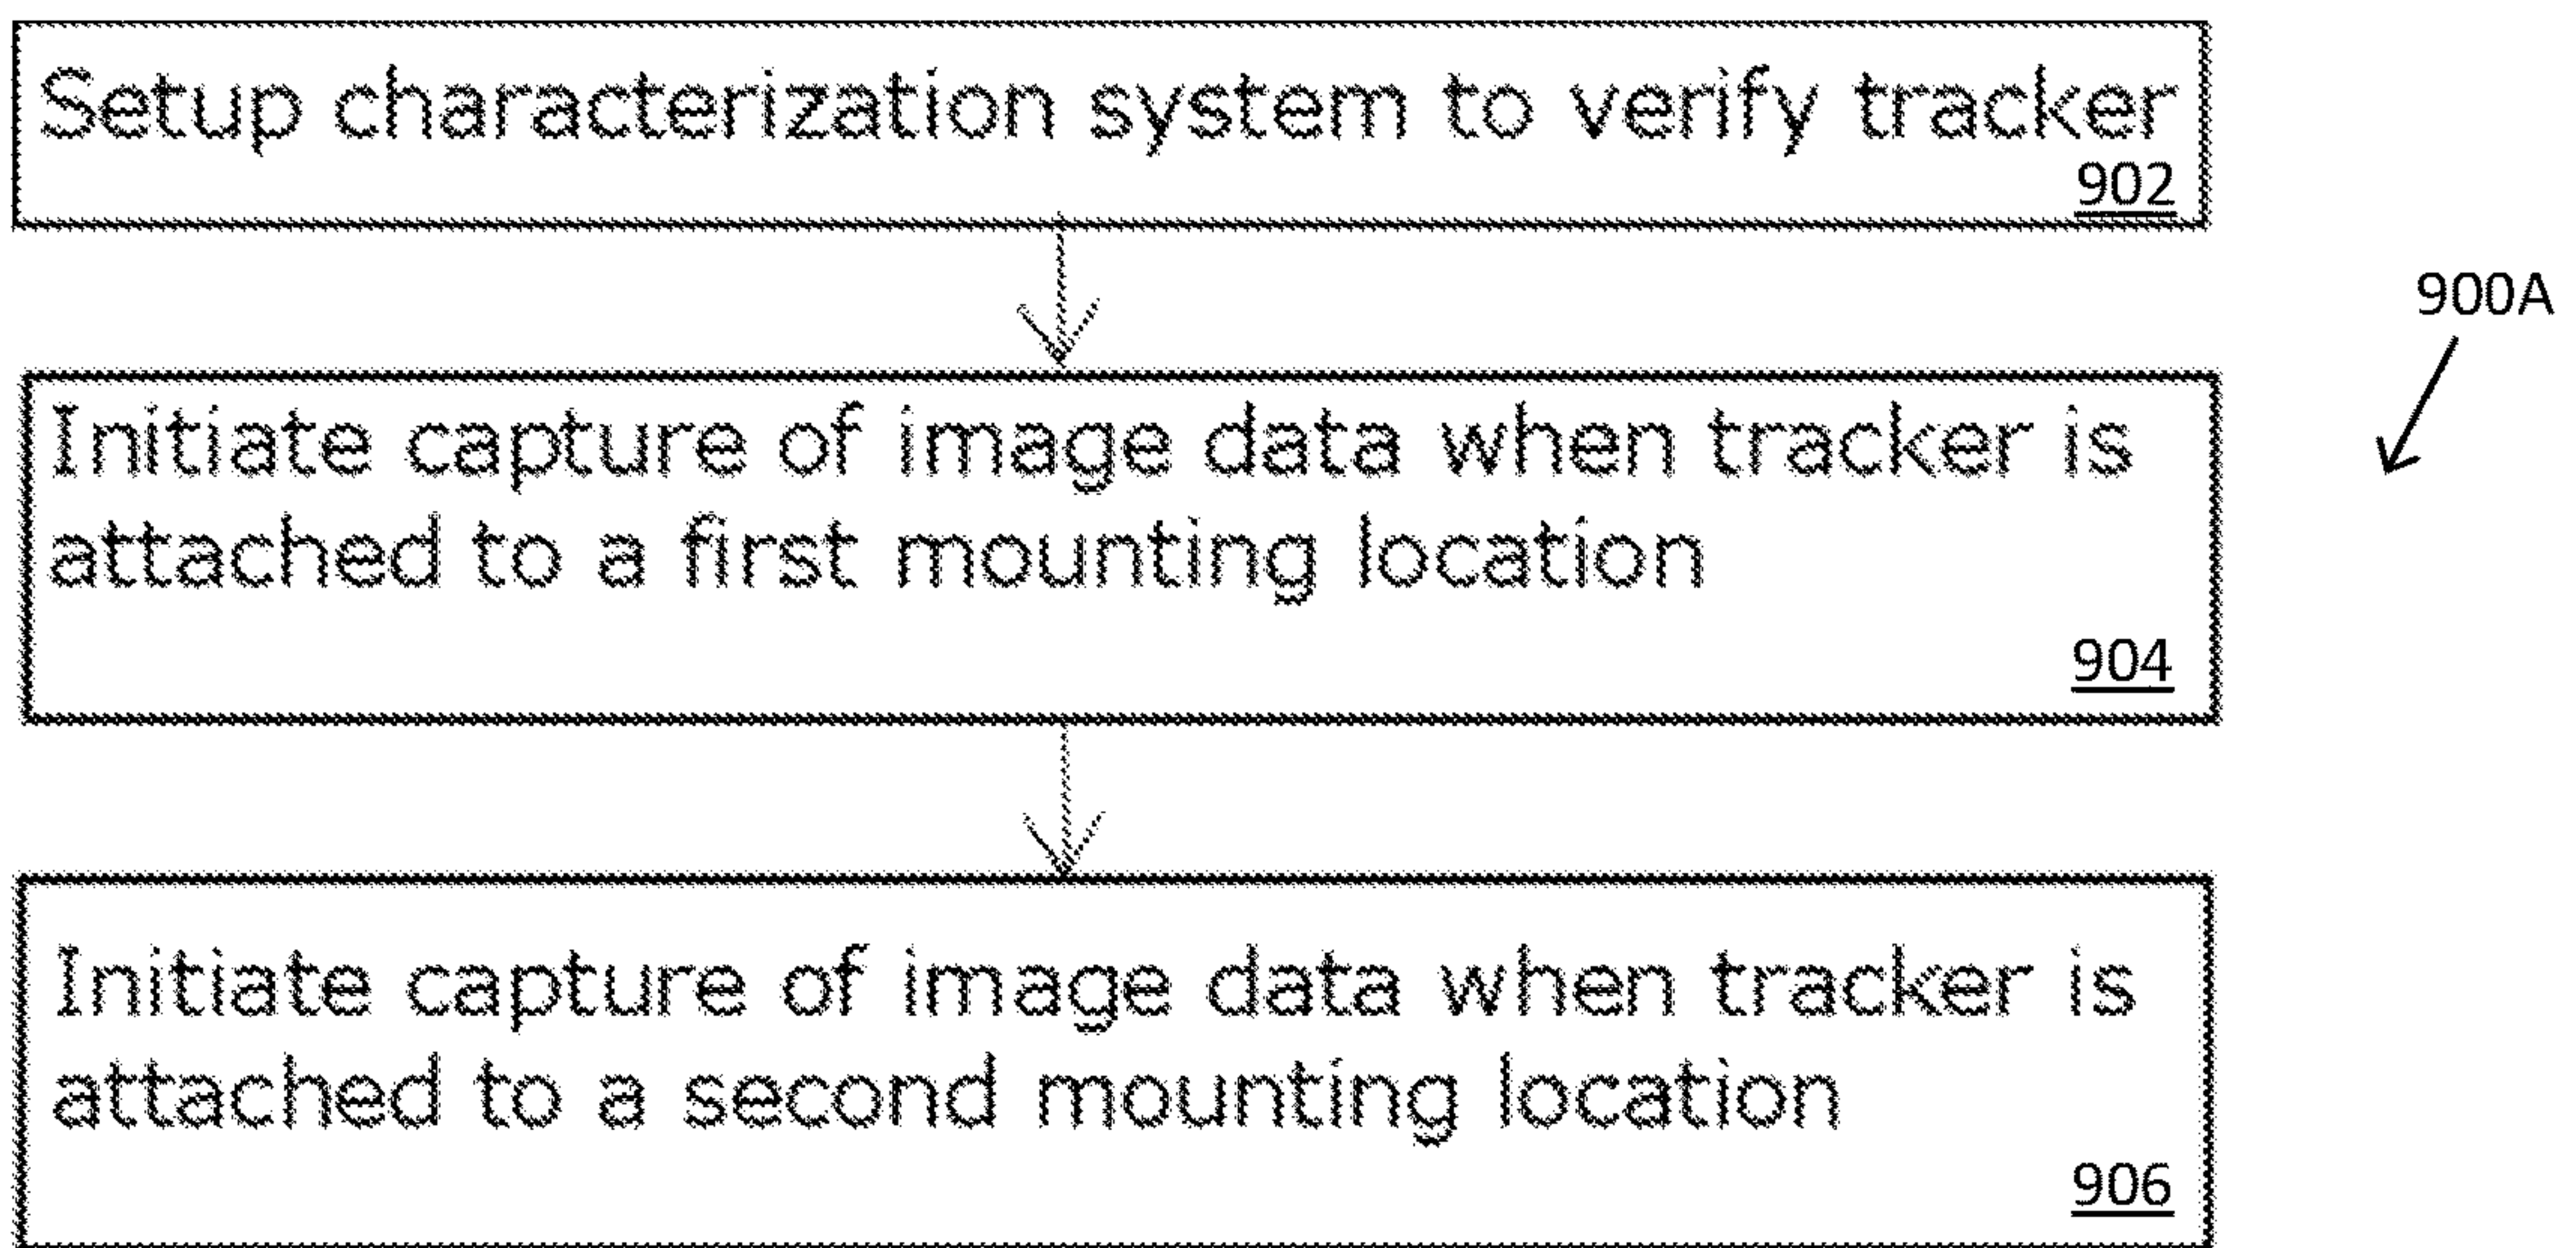 Setup characterization system to verify tracker
902
900A
Initiate capture of image data when tracker is
attached to a first mounting location
904
Initiate capture of image data when tracker is
attached to a second mounting location
906